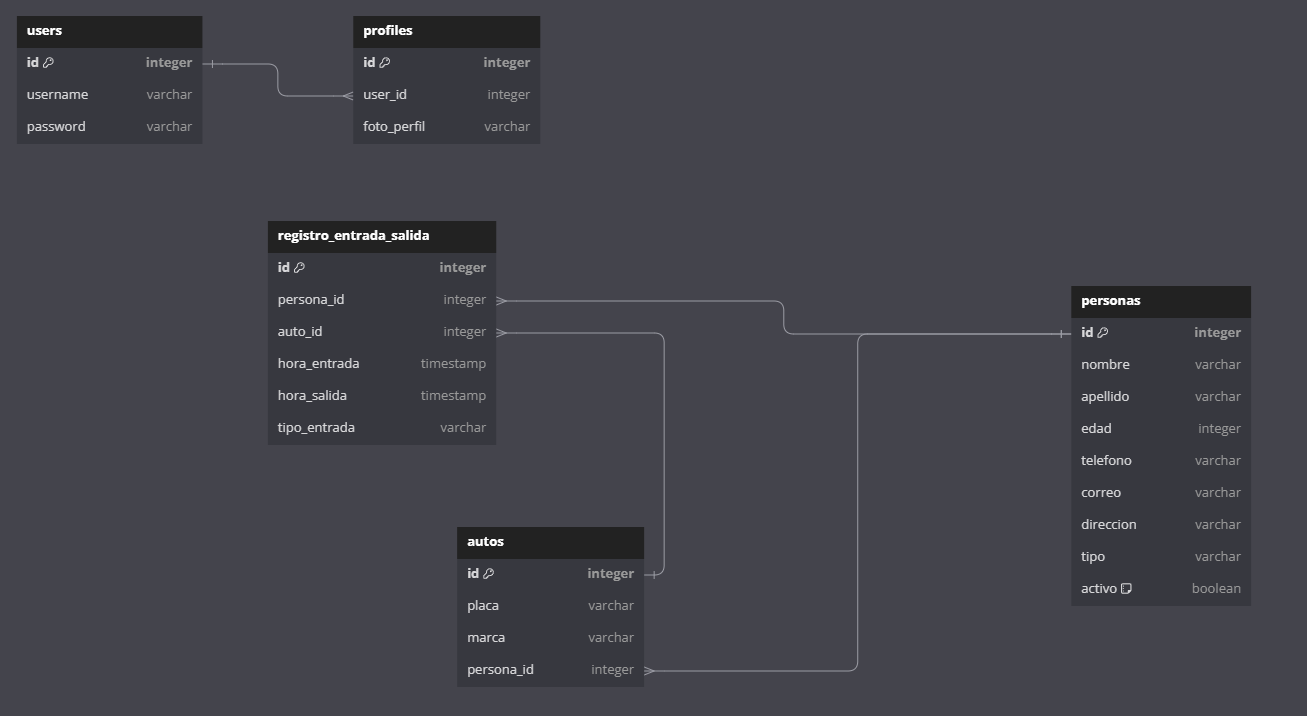 users
id integer
username varchar
password varchar
profiles
id integer
user_id integer
foto_perfil varchar
registro_entrada_salida
id integer
persona_id integer
auto_id integer
hora_entrada timestamp
hora_salida timestamp
tipo_entrada varchar
personas
id integer
nombre varchar
apellido varchar
edad integer
telefono varchar
correo varchar
direccion varchar
tipo varchar
activo boolean
autos
id integer
placa varchar
marca varchar
persona_id integer